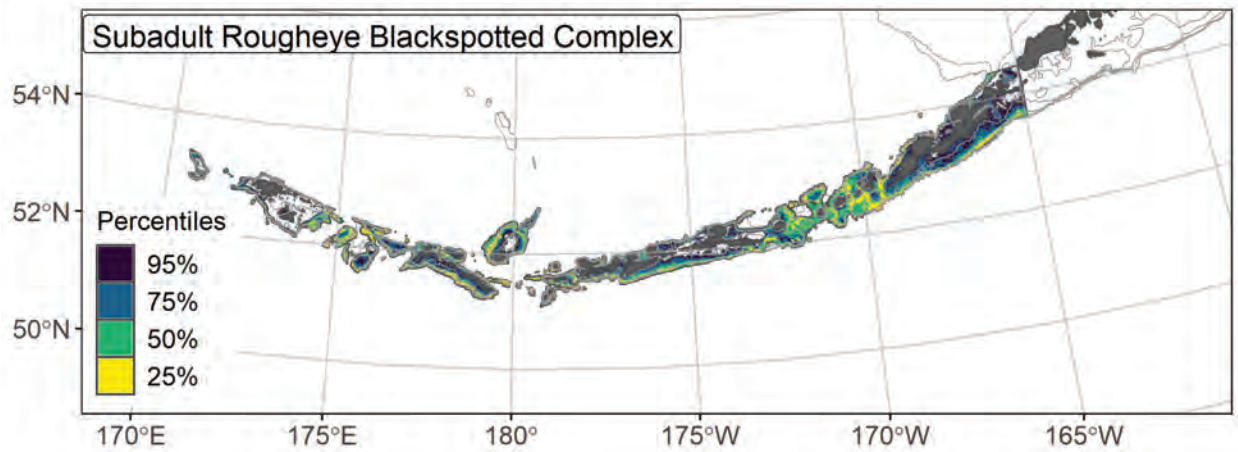 Subadult Rougheye Blackspotted Complex
54°N
52°N
50°N
Percentiles
95%
75%
50%
25%
170°E
175°E
180°
175°W
170°W
165°W